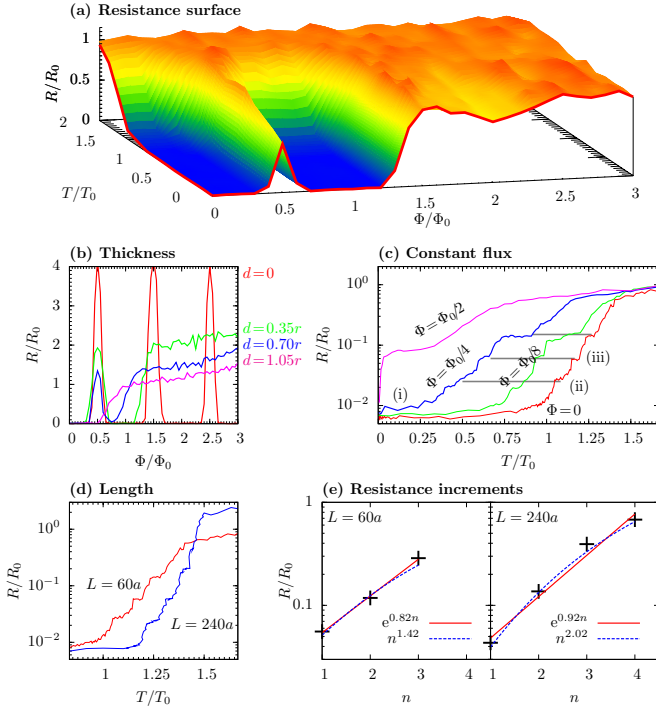 (a) Resistance surface
R/R₀
1
0.5
0
2
1.5
1
0.5
0
T/T₀
0
0.5
1
1.5
2
2.5
3
Φ/Φ₀
(b) Thickness
R/R₀
4
3
2
1
0
0 0.5 1 1.5 2 2.5 3
Φ/Φ₀
d=0
d=0.35r
d=0.70r
d=1.05r
(c) Constant flux
R/R₀
10⁰
10⁻¹
10⁻²
0 0.25 0.5 0.75 1 1.25 1.5
T/T₀
Φ=Φ₀/2
Φ=Φ₀/4
Φ=Φ₀/8
Φ=0
(i)
(ii)
(iii)
(d) Length
R/R₀
10⁰
10⁻¹
10⁻²
L = 60a
L = 240a
1 1.25 1.5
T/T₀
(e) Resistance increments
R/R₀
1
0.1
L = 60a
e^0.82n
n^1.42
1 2 3 4
n
L = 240a
e^0.92n
n^2.02
1 2 3 4
n